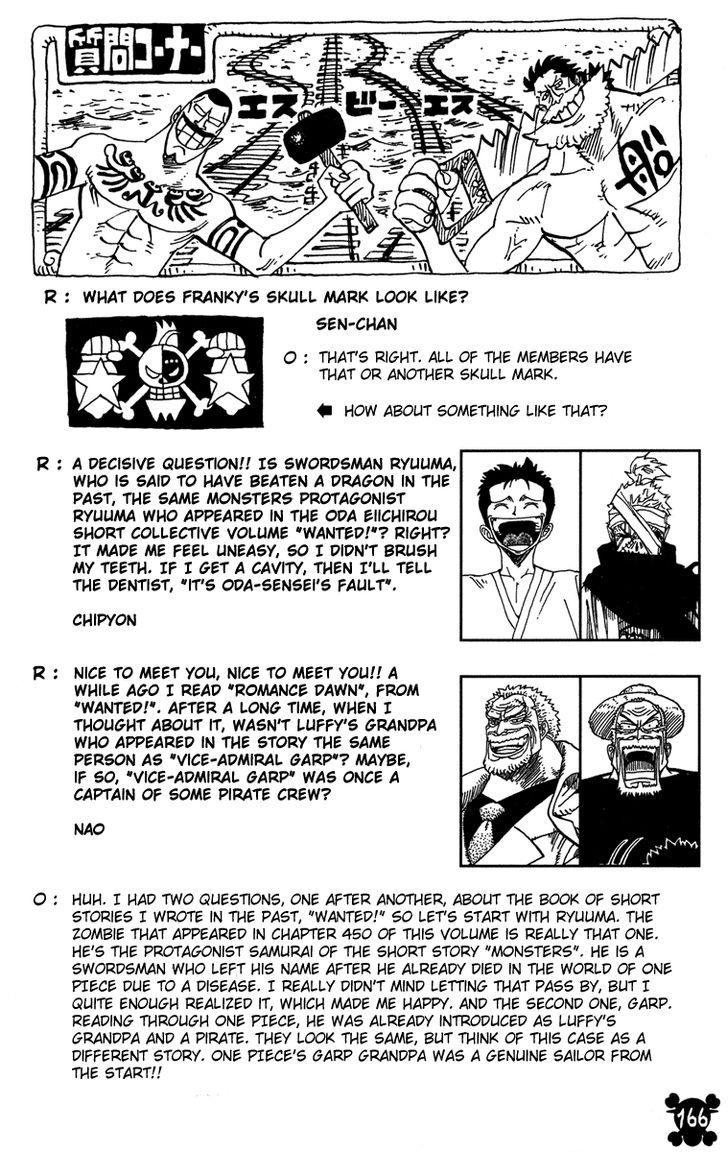 質問コーナー
エス ビー エス
船
R: WHAT DOES FRANKY'S SKULL MARK LOOK LIKE?
SEN-CHAN
O: THAT'S RIGHT. ALL OF THE MEMBERS HAVE
THAT OR ANOTHER SKULL MARK.
HOW ABOUT SOMETHING LIKE THAT?
R: A DECISIVE QUESTION!! IS SWORDSMAN RYUUMA,
WHO IS SAID TO HAVE BEATEN A DRAGON IN THE
PAST, THE SAME MONSTERS PROTAGONIST
RYUUMA WHO APPEARED IN THE ODA EIICHIROU
SHORT COLLECTIVE VOLUME "WANTED!"? RIGHT?
IT MADE ME FEEL UNEASY, SO I DIDN'T BRUSH
MY TEETH. IF I GET A CAVITY, THEN I'LL TELL
THE DENTIST, "IT'S ODA-SENSEI'S FAULT".
CHIPYON
R: NICE TO MEET YOU, NICE TO MEET YOU!! A
WHILE AGO I READ "ROMANCE DAWN", FROM
"WANTED!". AFTER A LONG TIME, WHEN I
THOUGHT ABOUT IT, WASN'T LUFFY'S GRANDPA
WHO APPEARED IN THE STORY THE SAME
PERSON AS "VICE-ADMIRAL GARP"? MAYBE,
IF SO, "VICE-ADMIRAL GARP" WAS ONCE A
CAPTAIN OF SOME PIRATE CREW?
NAO
O: HUH. I HAD TWO QUESTIONS, ONE AFTER ANOTHER, ABOUT THE BOOK OF SHORT
STORIES I WROTE IN THE PAST, "WANTED!" SO LET'S START WITH RYUUMA. THE
ZOMBIE THAT APPEARED IN CHAPTER 450 OF THIS VOLUME IS REALLY THAT ONE.
HE'S THE PROTAGONIST SAMURAI OF THE SHORT STORY "MONSTERS". HE IS A
SWORDSMAN WHO LEFT HIS NAME AFTER HE ALREADY DIED IN THE WORLD OF ONE
PIECE DUE TO A DISEASE. I REALLY DIDN'T MIND LETTING THAT PASS BY, BUT I
QUITE ENOUGH REALIZED IT, WHICH MADE ME HAPPY. AND THE SECOND ONE, GARP.
READING THROUGH ONE PIECE, HE WAS ALREADY INTRODUCED AS LUFFY'S
GRANDPA AND A PIRATE. THEY LOOK THE SAME, BUT THINK OF THIS CASE AS A
DIFFERENT STORY. ONE PIECE'S GARP GRANDPA WAS A GENUINE SAILOR FROM
THE START!!
166